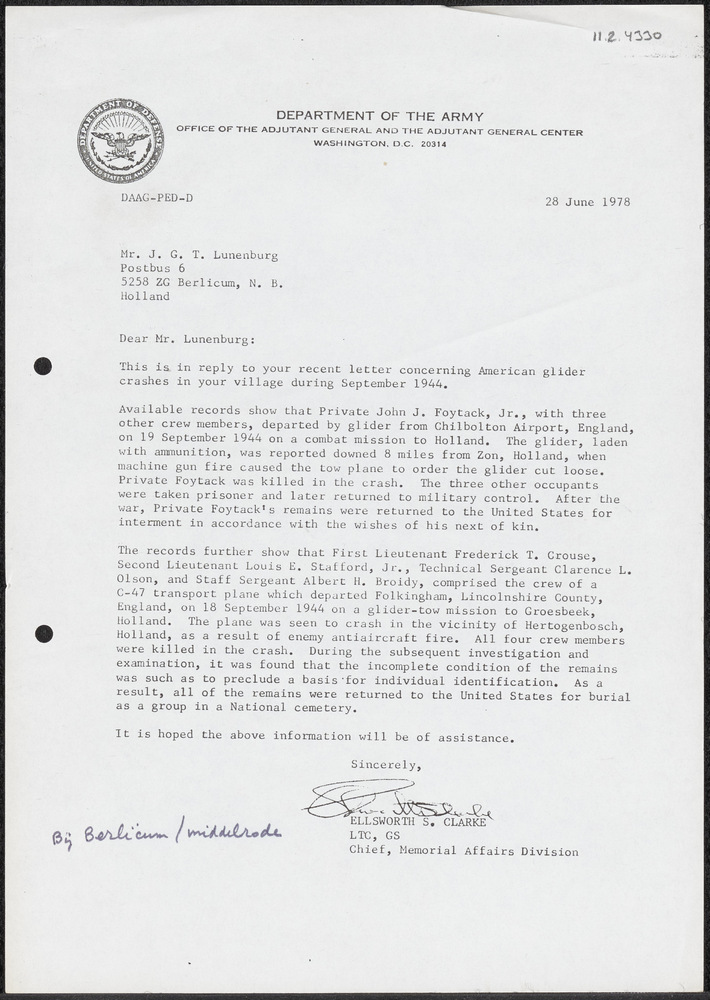 11.2.4330
DEPARTMENT OF DEFENSE
UNITED STATES OF AMERICA
DEPARTMENT OF THE ARMY
OFFICE OF THE ADJUTANT GENERAL AND THE ADJUTANT GENERAL CENTER
WASHINGTON, D.C. 20314
DAAG-PED-D
28 June 1978
Mr. J. G. T. Lunenburg
Postbus 6
5258 ZG Berlicum, N. B.
Holland
Dear Mr. Lunenburg:
This is in reply to your recent letter concerning American glider
crashes in your village during September 1944.
Available records show that Private John J. Foytack, Jr., with three
other crew members, departed by glider from Chilbolton Airport, England,
on 19 September 1944 on a combat mission to Holland. The glider, laden
with ammunition, was reported downed 8 miles from Zon, Holland, when
machine gun fire caused the tow plane to order the glider cut loose.
Private Foytack was killed in the crash. The three other occupants
were taken prisoner and later returned to military control. After the
war, Private Foytack's remains were returned to the United States for
interment in accordance with the wishes of his next of kin.
The records further show that First Lieutenant Frederick T. Crouse,
Second Lieutenant Louis E. Stafford, Jr., Technical Sergeant Clarence L.
Olson, and Staff Sergeant Albert H. Broidy, comprised the crew of a
C-47 transport plane which departed Folkingham, Lincolnshire County,
England, on 18 September 1944 on a glider-tow mission to Groesbeek,
Holland. The plane was seen to crash in the vicinity of Hertogenbosch,
Holland, as a result of enemy antiaircraft fire. All four crew members
were killed in the crash. During the subsequent investigation and
examination, it was found that the incomplete condition of the remains
was such as to preclude a basis for individual identification. As a
result, all of the remains were returned to the United States for burial
as a group in a National cemetery.
It is hoped the above information will be of assistance.
Sincerely,
ELLSWORTH S. CLARKE
LTC, GS
Chief, Memorial Affairs Division
Bij Berlicum / middelrode